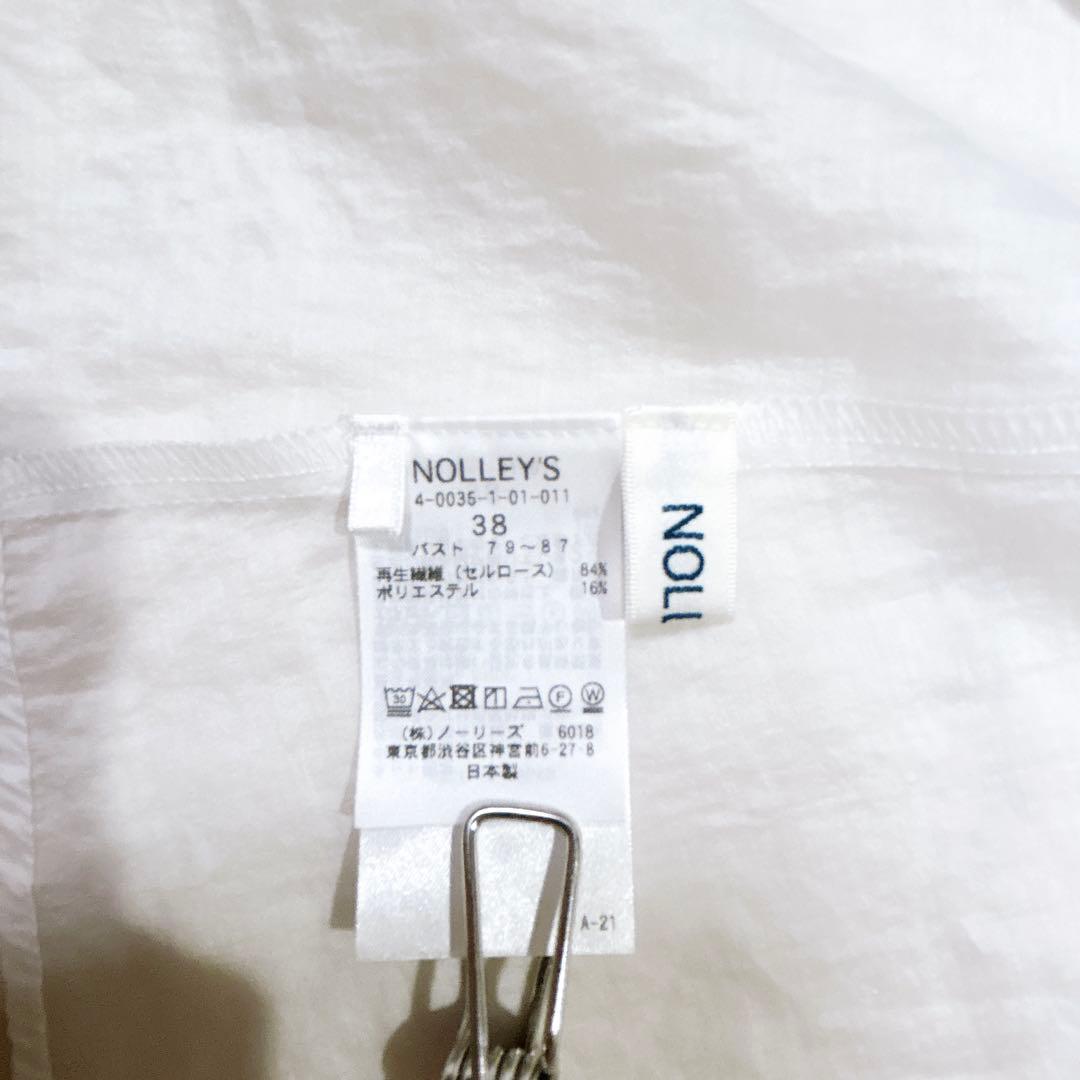 NOLLEY'S
4-0035-1-01-011
38
バスト 79～87
再生繊維(セルロース) 84%
ポリエステル 16%
30
F
W
(株)ノーリーズ 6018
東京都渋谷区神宮前6-27-8
日本製
A-21
NOLL